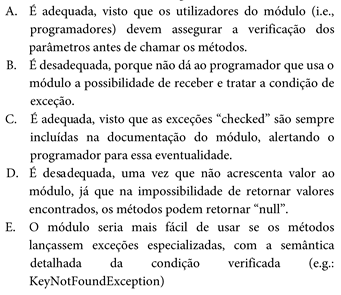 A. É adequada, visto que os utilizadores do módulo (i.e.,
programadores) devem assegurar a verificação dos
parâmetros antes de chamar os métodos.
B. É desadequada, porque não dá ao programador que usa o
módulo a possibilidade de receber e tratar a condição de
exceção.
C. É adequada, visto que as exceções “checked” são sempre
incluídas na documentação do módulo, alertando o
programador para essa eventualidade.
D. É desadequada, uma vez que não acrescenta valor ao
módulo, já que na impossibilidade de retornar valores
encontrados, os métodos podem retornar “null”.
E. O módulo seria mais fácil de usar se os métodos
lançassem exceções especializadas, com a semântica
detalhada da condição verificada (e.g.:
KeyNotFoundException)